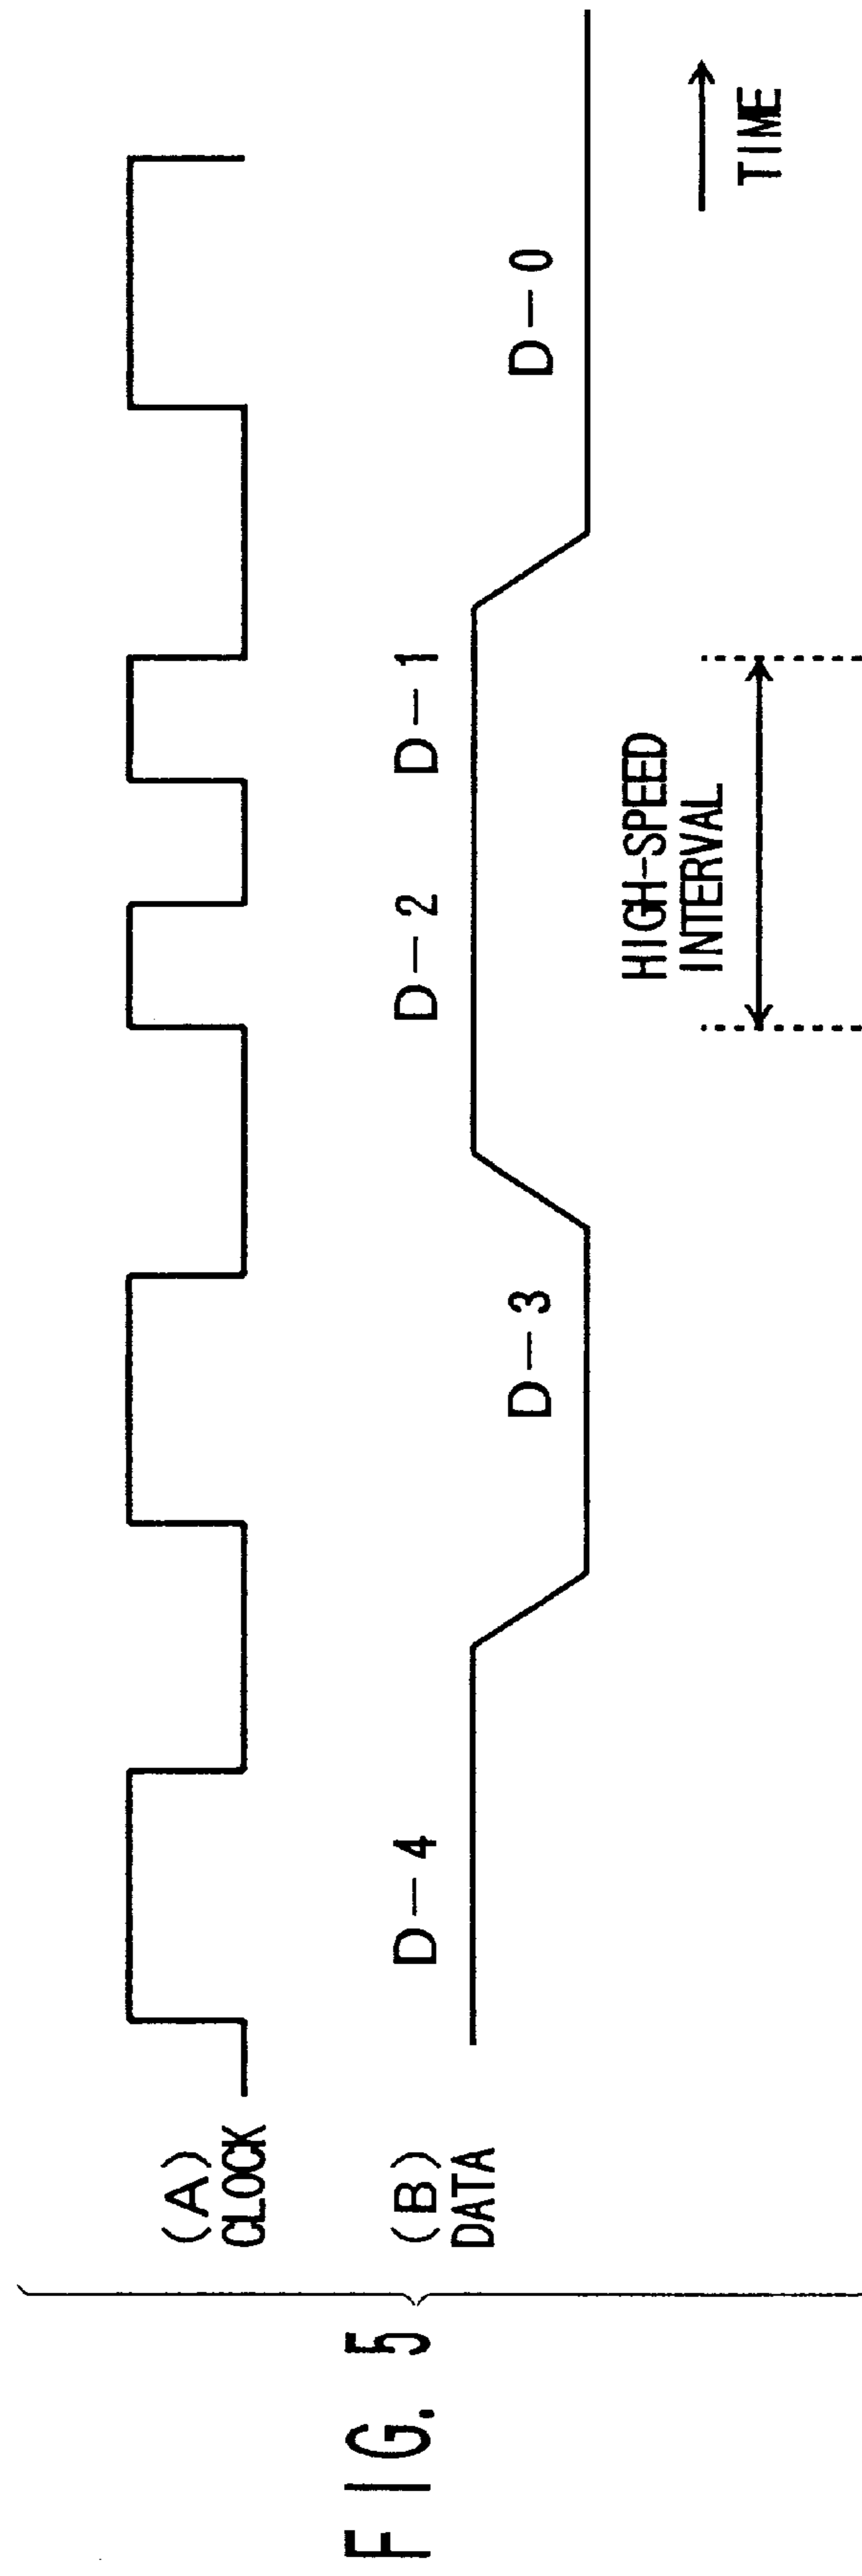 FIG. 5
(A)
CLOCK
(B)
DATA
D-4
D-3
D-2
D-1
D-0
HIGH-SPEED
INTERVAL
TIME